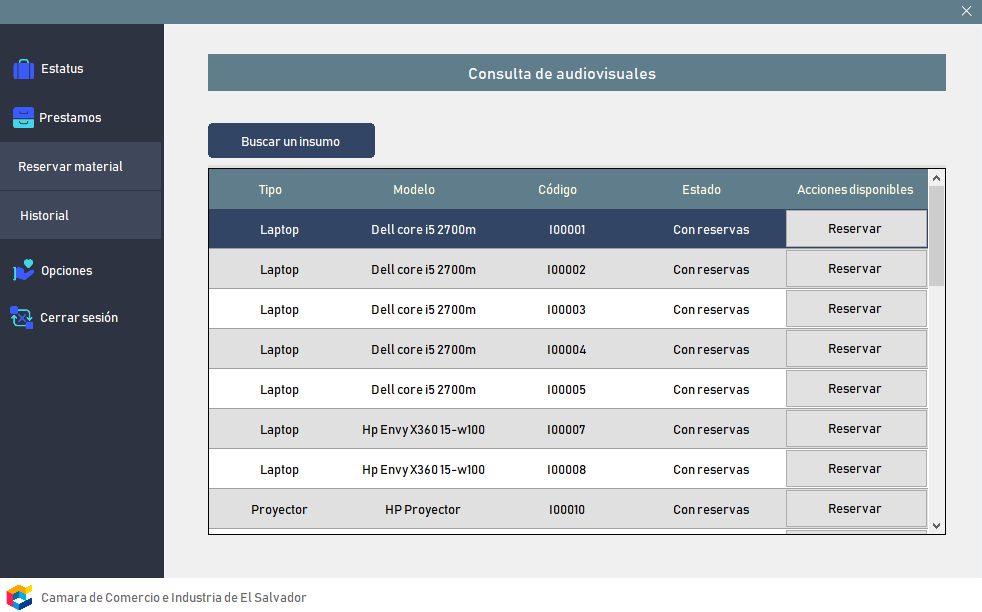 Estatus
Prestamos
Reservar material
Historial
Opciones
Cerrar sesión
Consulta de audiovisuales
Buscar un insumo
Tipo Modelo Código Estado Acciones disponibles
Laptop Dell core i5 2700m I00001 Con reservas Reservar
Laptop Dell core i5 2700m I00002 Con reservas Reservar
Laptop Dell core i5 2700m I00003 Con reservas Reservar
Laptop Dell core i5 2700m I00004 Con reservas Reservar
Laptop Dell core i5 2700m I00005 Con reservas Reservar
Laptop Hp Envy X360 15-w100 I00007 Con reservas Reservar
Laptop Hp Envy X360 15-w100 I00008 Con reservas Reservar
Proyector HP Proyector I00010 Con reservas Reservar
Camara de Comercio e Industria de El Salvador